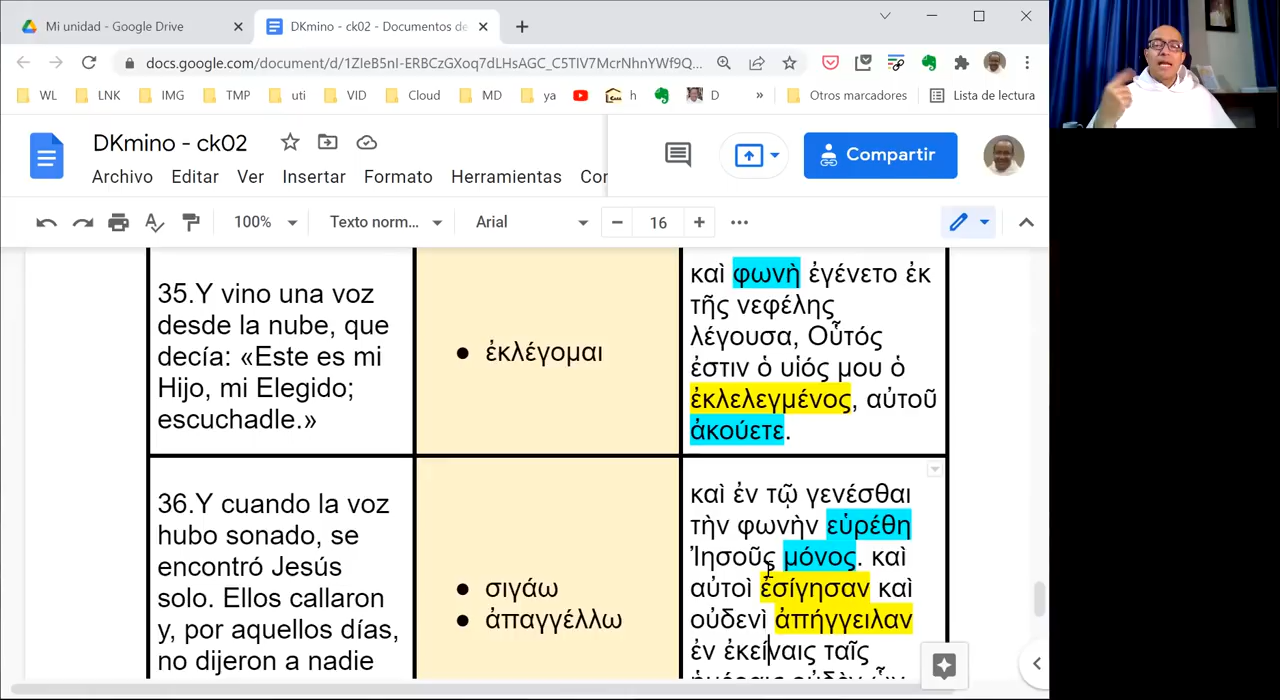 Mi unidad - Google Drive
DKmino - ck02 - Documentos de
docs.google.com/document/d/1ZIeB5nI-ERBCzGXoq7dLHsAGC_C5TIV7McrNhnYWf9Q...
WL LNK IMG TMP uti VID Cloud MD ya h D » Otros marcadores Lista de lectura
DKmino - ck02
Compartir
Archivo Editar Ver Insertar Formato Herramientas Cor
100% Texto norm... Arial 16
35.Y vino una voz
desde la nube, que
decía: «Este es mi
Hijo, mi Elegido;
escuchadle.»
● ἐκλέγομαι
καὶ φωνὴ ἐγένετο ἐκ
τῆς νεφέλης
λέγουσα, Οὗτός
ἐστιν ὁ υἱός μου ὁ
ἐκλελεγμένος, αὐτοῦ
ἀκούετε.
36.Y cuando la voz
hubo sonado, se
encontró Jesús
solo. Ellos callaron
y, por aquellos días,
no dijeron a nadie
● σιγάω
● ἀπαγγέλλω
καὶ ἐν τῷ γενέσθαι
τὴν φωνὴν εὑρέθη
Ἰησοῦς μόνος. καὶ
αὐτοὶ ἐσίγησαν καὶ
οὐδενὶ ἀπήγγειλαν
ἐν ἐκείναις ταῖς